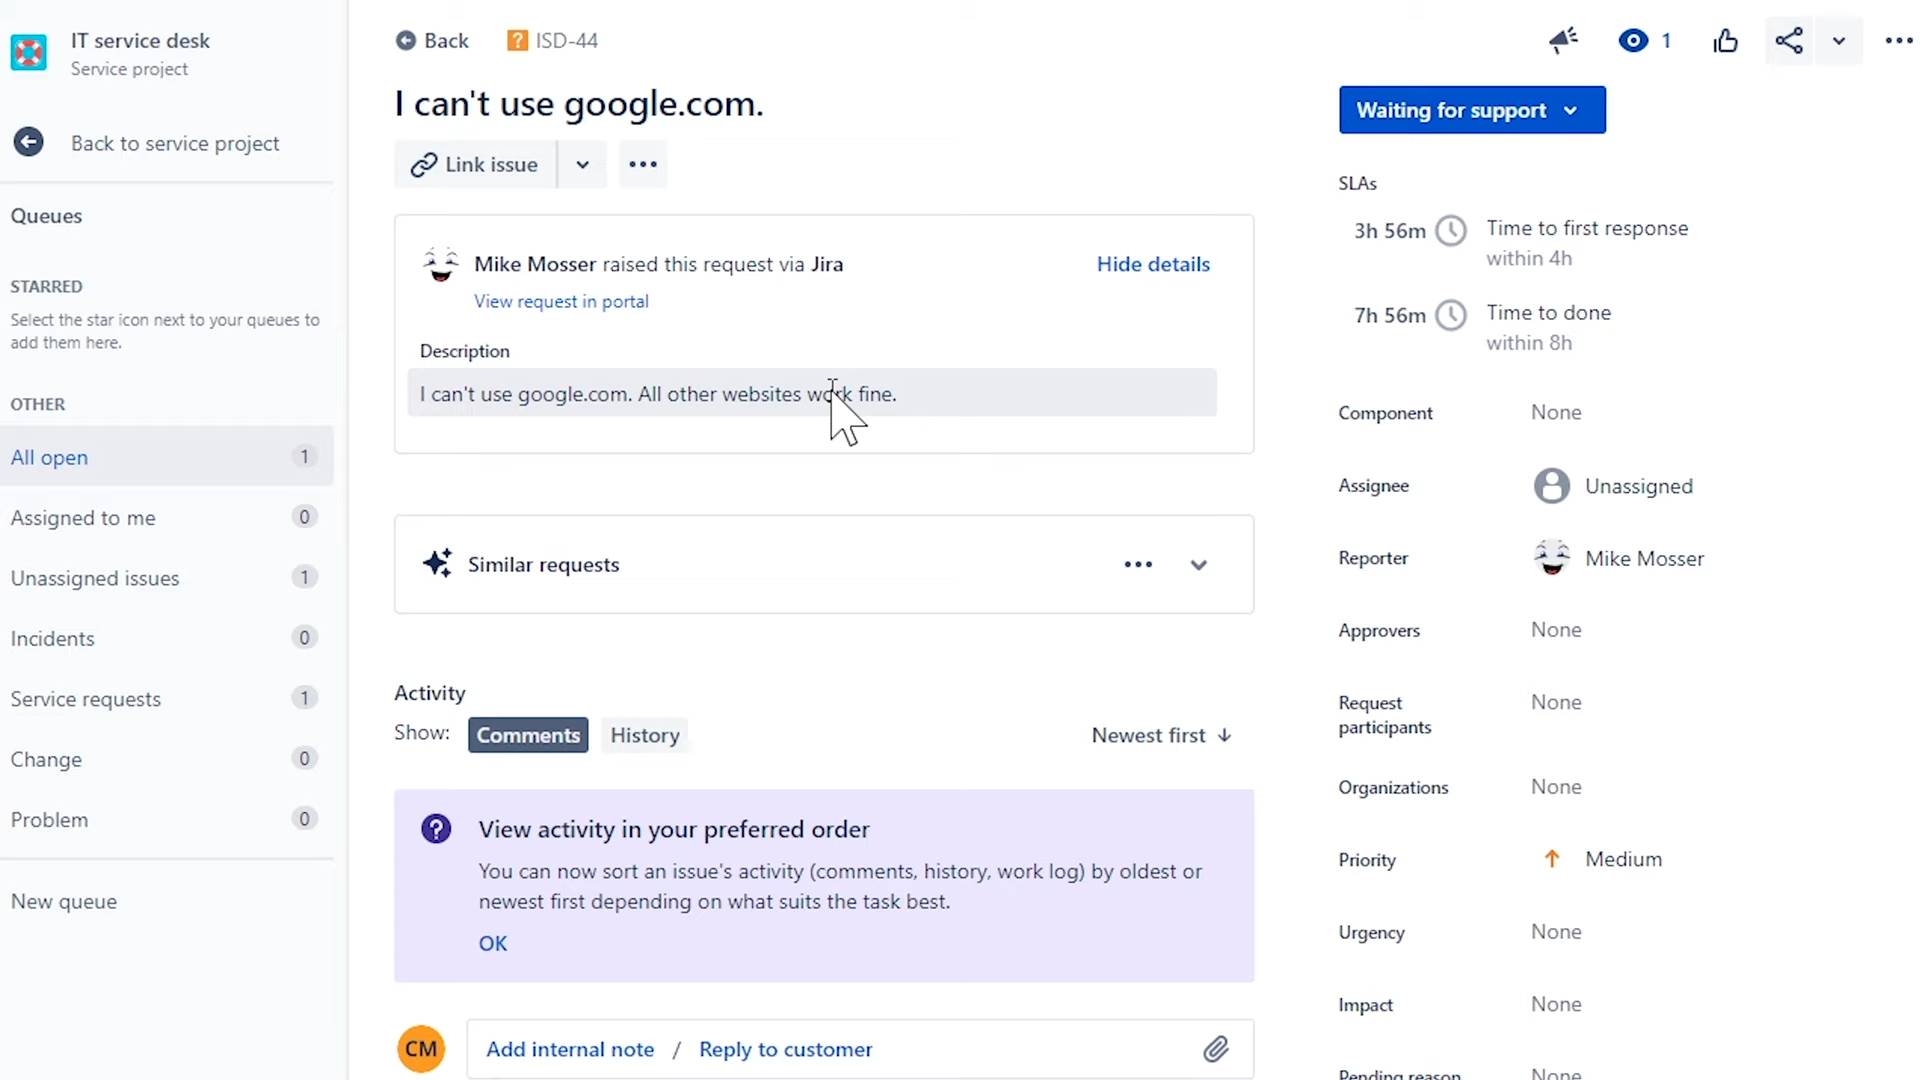 IT service desk
Service project
Back to service project
Queues
STARRED
Select the star icon next to your queues to
add them here.
OTHER
All open 1
Assigned to me 0
Unassigned issues 1
Incidents 0
Service requests 1
Change 0
Problem 0
New queue
Back ISD-44
1
I can't use google.com.
Link issue
Mike Mosser raised this request via Jira Hide details
View request in portal
Description
I can't use google.com. All other websites work fine.
Similar requests
Activity
Show: Comments History Newest first
View activity in your preferred order
You can now sort an issue's activity (comments, history, work log) by oldest or
newest first depending on what suits the task best.
OK
CM Add internal note / Reply to customer
Waiting for support
SLAs
3h 56m Time to first response
within 4h
7h 56m Time to done
within 8h
Component None
Assignee Unassigned
Reporter Mike Mosser
Approvers None
Request None
participants
Organizations None
Priority Medium
Urgency None
Impact None
Pending reason None